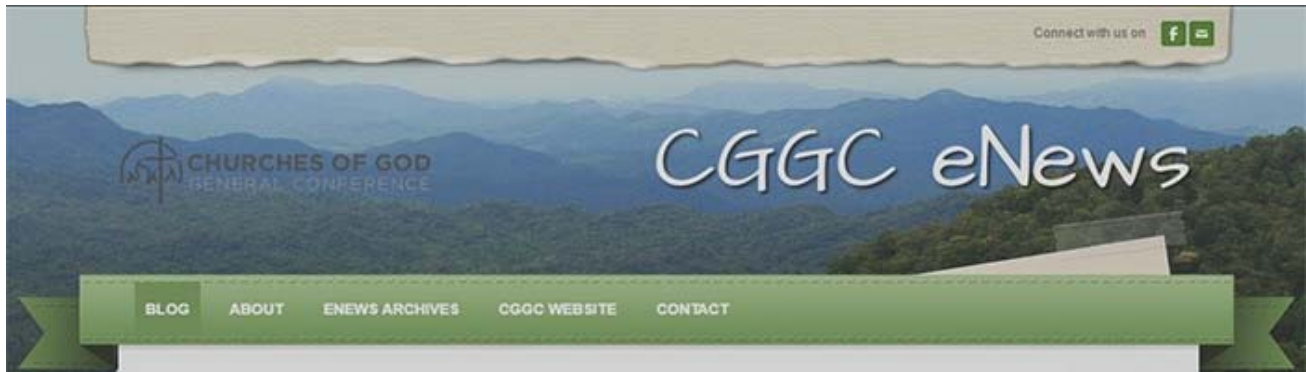 Connect with us on
CHURCHES OF GOD
GENERAL CONFERENCE
CGGC eNews
BLOG ABOUT ENEWS ARCHIVES CGGC WEBSITE CONTACT